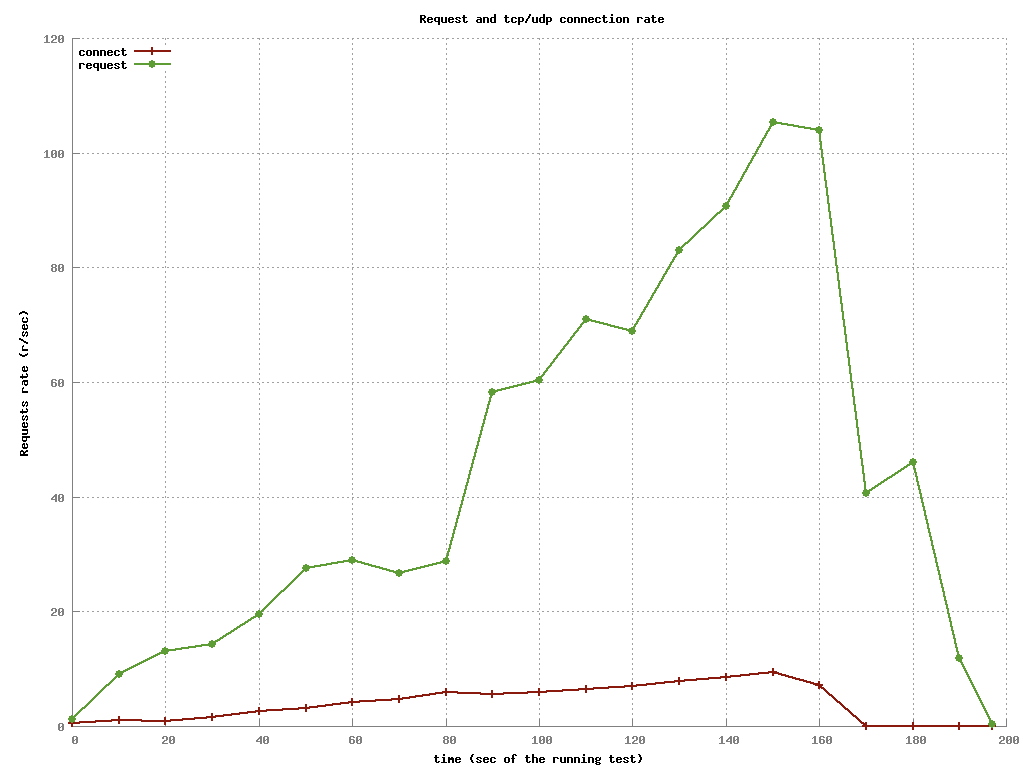 Request and tcp/udp connection rate
120
connect
request
100
80
60
40
20
0
Requests rate (r/sec)
0 20 40 60 80 100 120 140 160 180 200
time (sec of the running test)